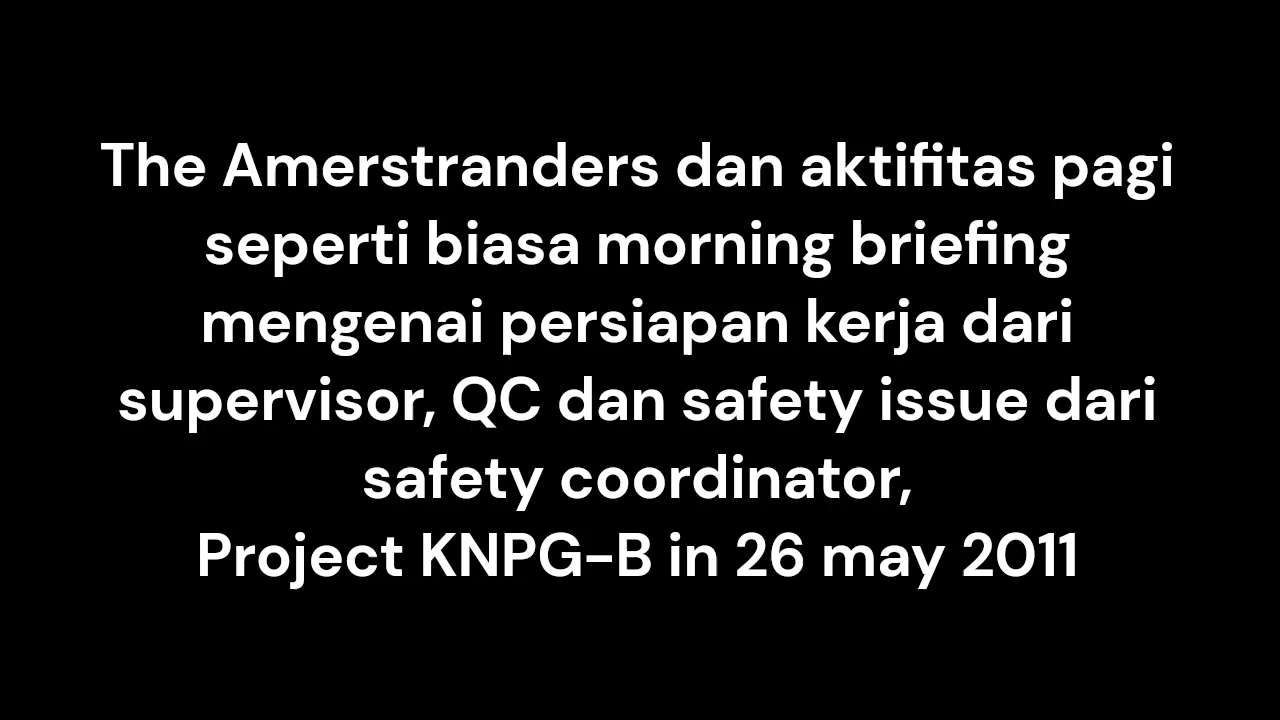 The Amerstranders dan aktifitas pagi
seperti biasa morning briefing
mengenai persiapan kerja dari
supervisor, QC dan safety issue dari
safety coordinator,
Project KNPG-B in 26 may 2011